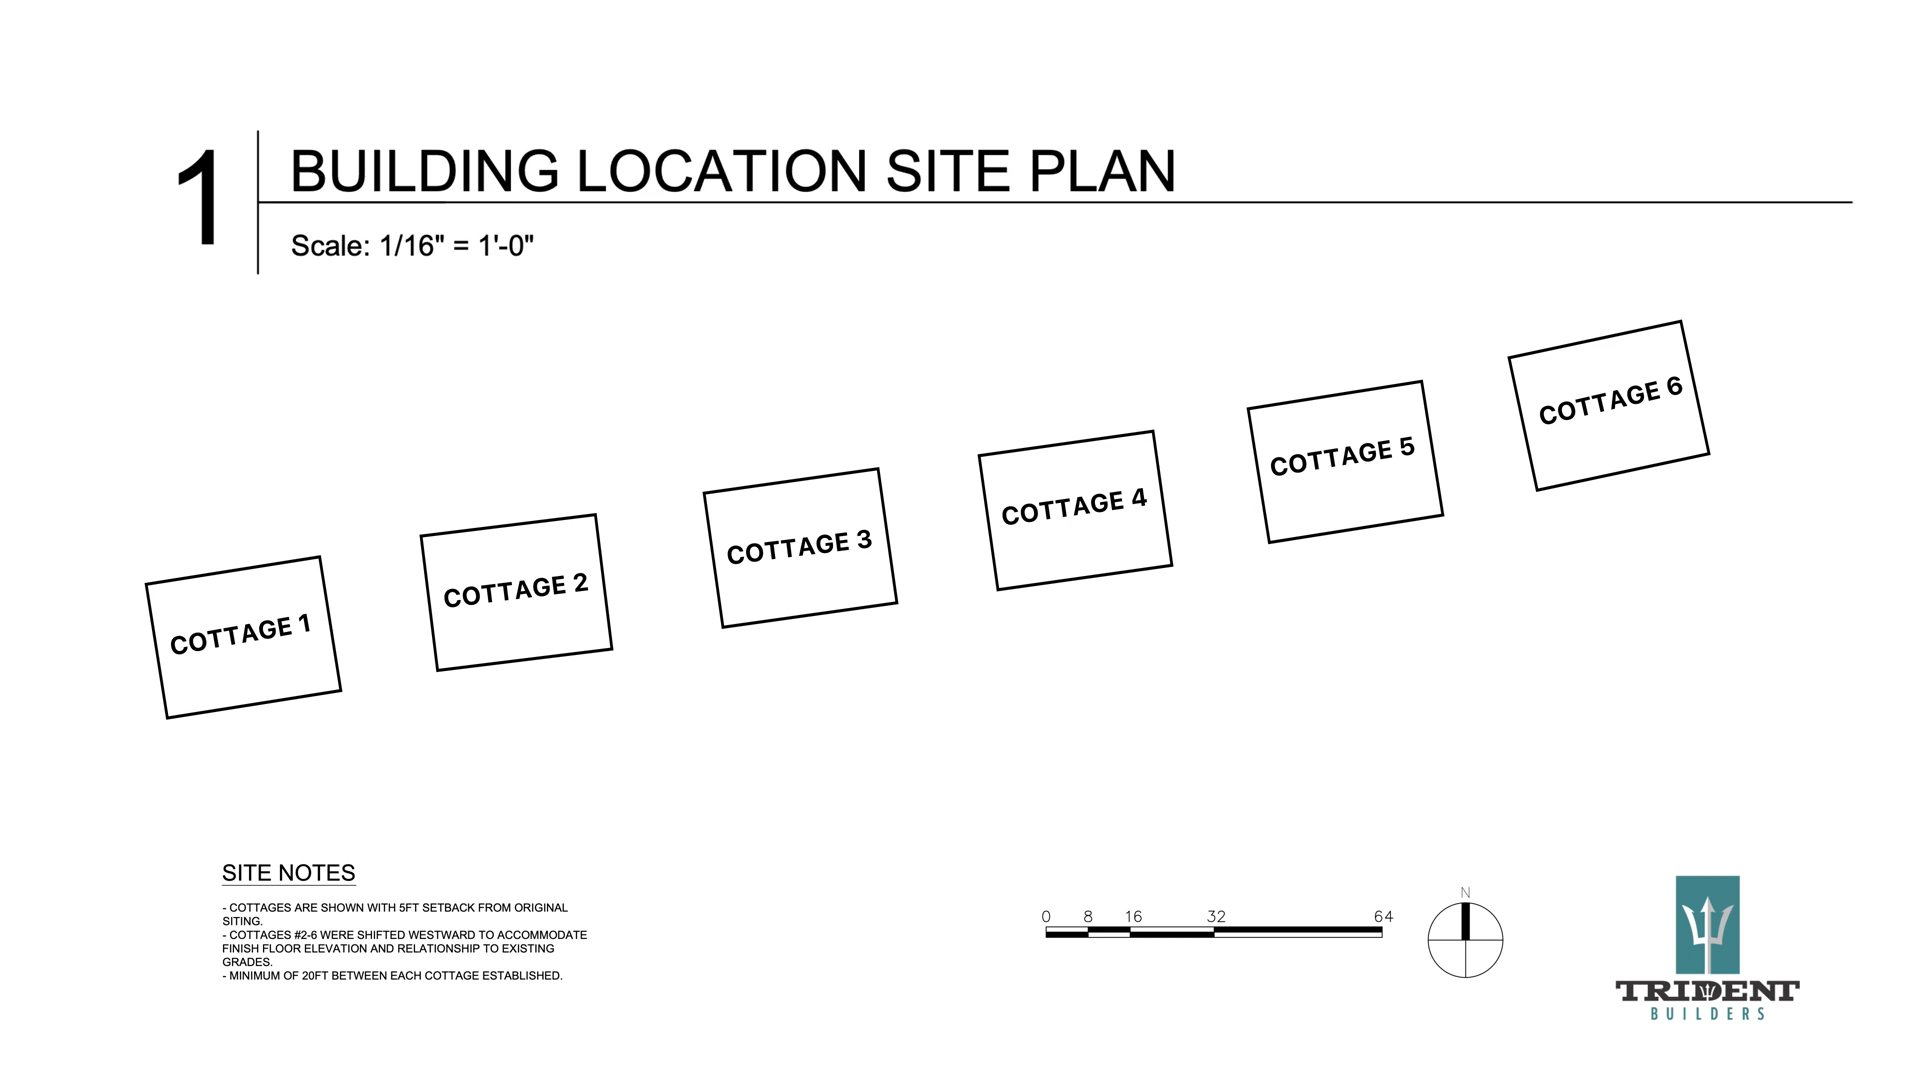 1
BUILDING LOCATION SITE PLAN
Scale: 1/16" = 1'-0"
COTTAGE 1
COTTAGE 2
COTTAGE 3
COTTAGE 4
COTTAGE 5
COTTAGE 6
SITE NOTES
- COTTAGES ARE SHOWN WITH 5FT SETBACK FROM ORIGINAL
SITING.
- COTTAGES #2-6 WERE SHIFTED WESTWARD TO ACCOMMODATE
FINISH FLOOR ELEVATION AND RELATIONSHIP TO EXISTING
GRADES.
- MINIMUM OF 20FT BETWEEN EACH COTTAGE ESTABLISHED.
0 8 16 32 64
N
TRIDENT
BUILDERS